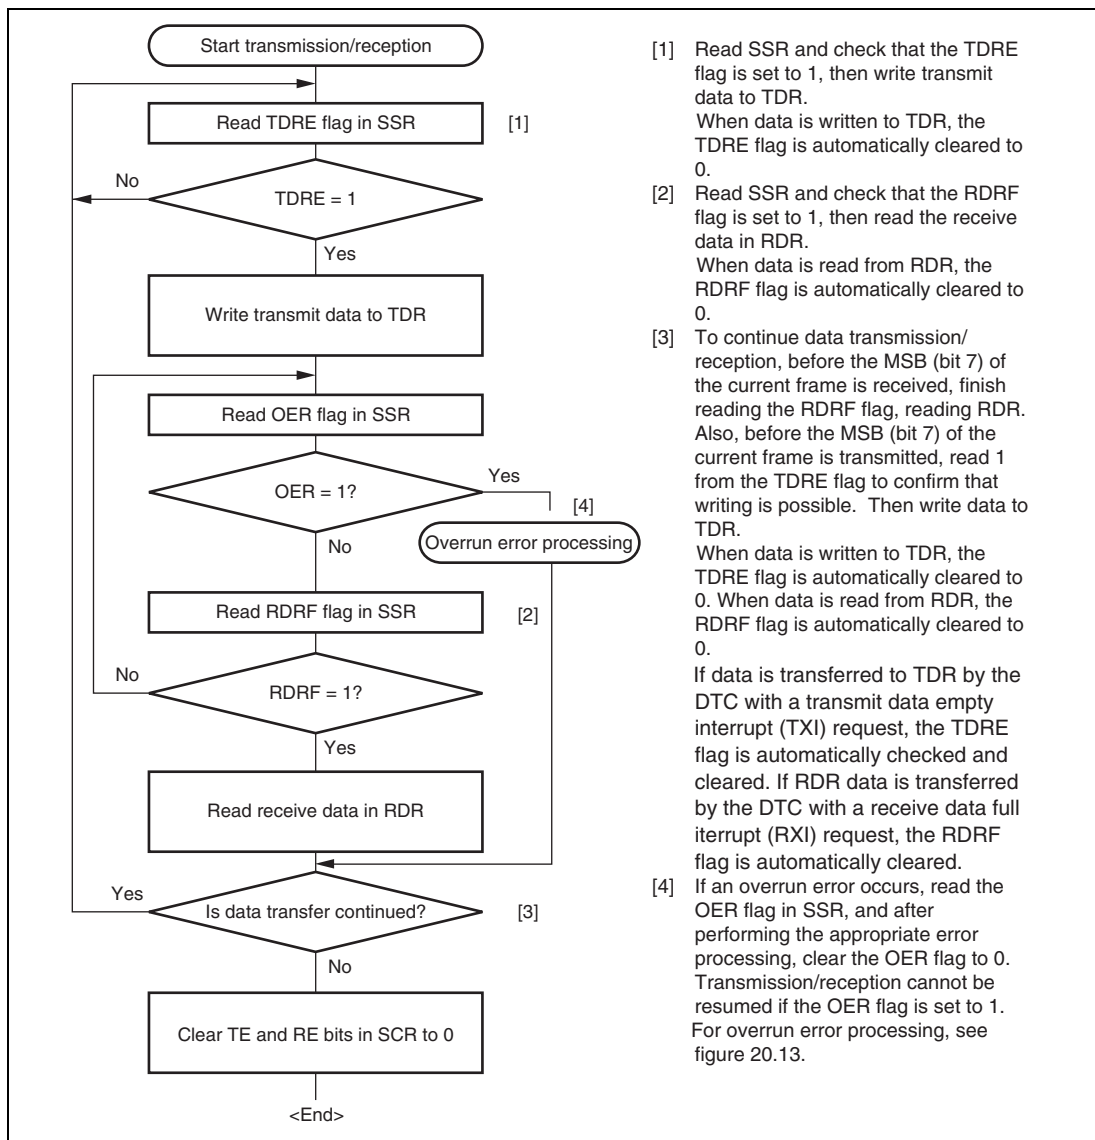 Start transmission/reception
Read TDRE flag in SSR
[1]
No
TDRE = 1
Yes
Write transmit data to TDR
Read OER flag in SSR
Yes
OER = 1?
[4]
No
Overrun error processing
Read RDRF flag in SSR
[2]
No
RDRF = 1?
Yes
Read receive data in RDR
Yes
Is data transfer continued?
[3]
No
Clear TE and RE bits in SCR to 0
<End>
[1] Read SSR and check that the TDRE
flag is set to 1, then write transmit
data to TDR.
When data is written to TDR, the
TDRE flag is automatically cleared to
0.
[2] Read SSR and check that the RDRF
flag is set to 1, then read the receive
data in RDR.
When data is read from RDR, the
RDRF flag is automatically cleared to
0.
[3] To continue data transmission/
reception, before the MSB (bit 7) of
the current frame is received, finish
reading the RDRF flag, reading RDR.
Also, before the MSB (bit 7) of the
current frame is transmitted, read 1
from the TDRE flag to confirm that
writing is possible. Then write data to
TDR.
When data is written to TDR, the
TDRE flag is automatically cleared to
0. When data is read from RDR, the
RDRF flag is automatically cleared to
0.
If data is transferred to TDR by the
DTC with a transmit data empty
interrupt (TXI) request, the TDRE
flag is automatically checked and
cleared. If RDR data is transferred
by the DTC with a receive data full
iterrupt (RXI) request, the RDRF
flag is automatically cleared.
[4] If an overrun error occurs, read the
OER flag in SSR, and after
performing the appropriate error
processing, clear the OER flag to 0.
Transmission/reception cannot be
resumed if the OER flag is set to 1.
For overrun error processing, see
figure 20.13.